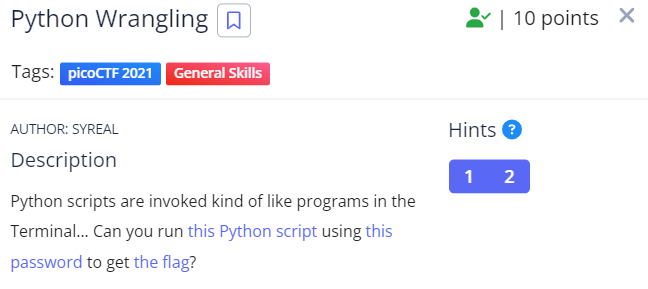 Python Wrangling | 10 points ×
Tags: picoCTF 2021 General Skills
AUTHOR: SYREAL
Hints ?
Description
1 2
Python scripts are invoked kind of like programs in the
Terminal... Can you run this Python script using this
password to get the flag?